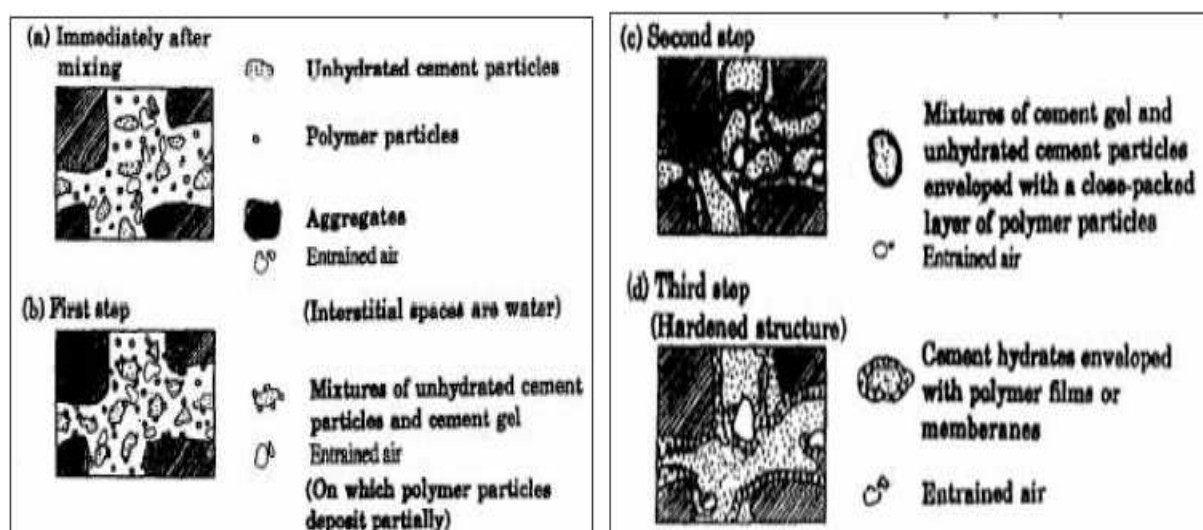 (a) Immediately after
mixing
Unhydrated cement particles
Polymer particles
Aggregates
Entrained air
(Interstitial spaces are water)
(b) First step
Mixtures of unhydrated cement
particles and cement gel
Entrained air
(On which polymer particles
deposit partially)
(c) Second step
Mixtures of cement gel and
unhydrated cement particles
enveloped with a close-packed
layer of polymer particles
Entrained air
(d) Third step
(Hardened structure)
Cement hydrates enveloped
with polymer films or
memberanes
Entrained air